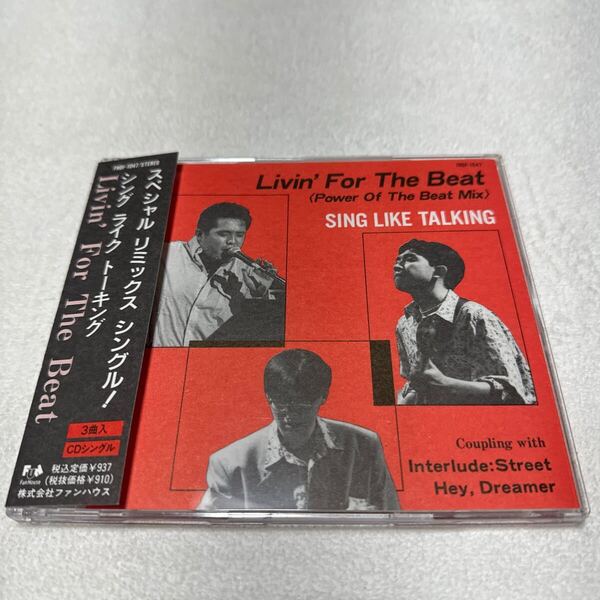 7RDF-1047/STEREO
スペシャル リミックス シングル!
シング ライク トーキング
Livin' For The Beat
3曲入
CDシングル
FunHouse
税込定価¥937
(税抜価格¥910)
株式会社ファンハウス
Livin' For The Beat
〈Power Of The Beat Mix〉
SING LIKE TALKING
Coupling with
Interlude:Street
Hey, Dreamer